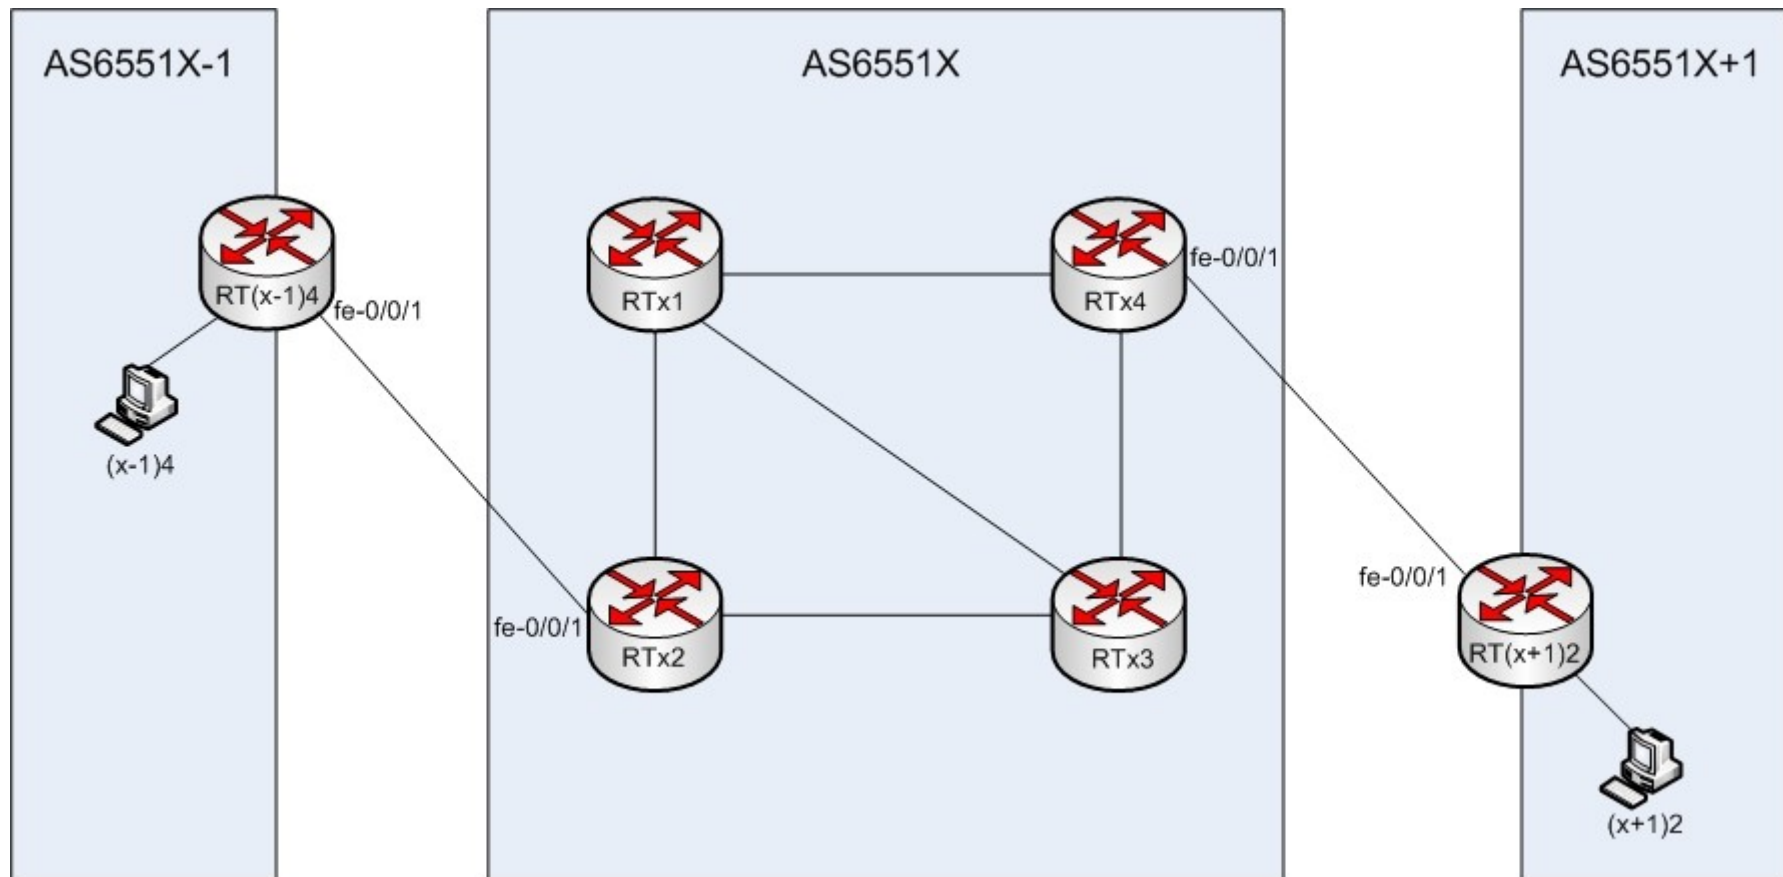 AS6551X-1
AS6551X
AS6551X+1
RT(x-1)4
fe-0/0/1
(x-1)4
RTx1
RTx4
fe-0/0/1
fe-0/0/1
RTx2
RTx3
fe-0/0/1
RT(x+1)2
(x+1)2